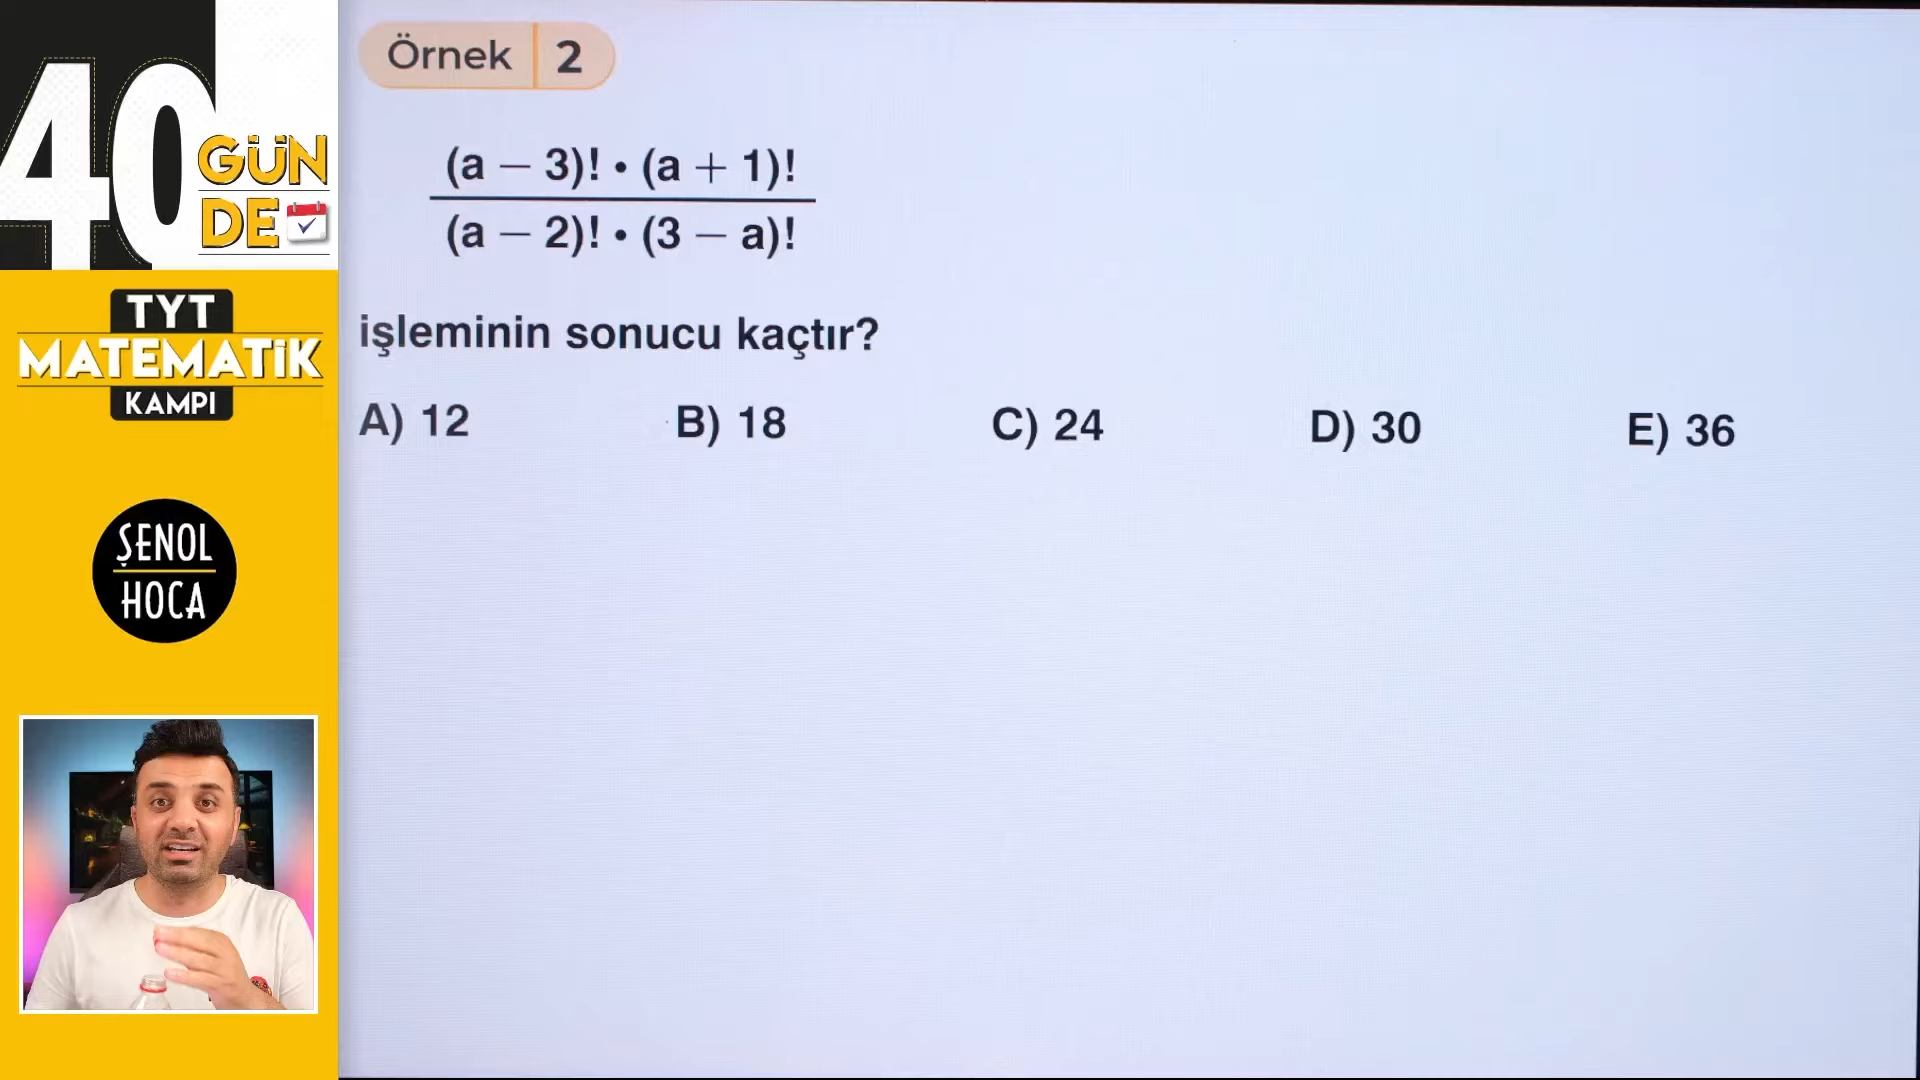 40
GÜN
DE
TYT
MATEMATİK
KAMPI
ŞENOL
HOCA
Örnek 2
(a − 3)! • (a + 1)!
(a − 2)! • (3 − a)!
işleminin sonucu kaçtır?
A) 12 B) 18 C) 24 D) 30 E) 36